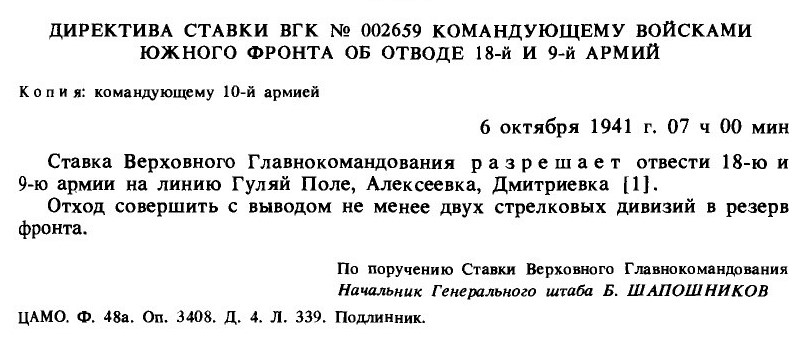 ДИРЕКТИВА СТАВКИ ВГК № 002659 КОМАНДУЮЩЕМУ ВОЙСКАМИ
ЮЖНОГО ФРОНТА ОБ ОТВОДЕ 18-й И 9-й АРМИЙ
Копия: командующему 10-й армией
6 октября 1941 г. 07 ч 00 мин
Ставка Верховного Главнокомандования разрешает отвести 18-ю и
9-ю армии на линию Гуляй Поле, Алексеевка, Дмитриевка [1].
Отход совершить с выводом не менее двух стрелковых дивизий в резерв
фронта.
По поручению Ставки Верховного Главнокомандования
Начальник Генерального штаба Б. ШАПОШНИКОВ
ЦАМО. Ф. 48а. Оп. 3408. Д. 4. Л. 339. Подлинник.